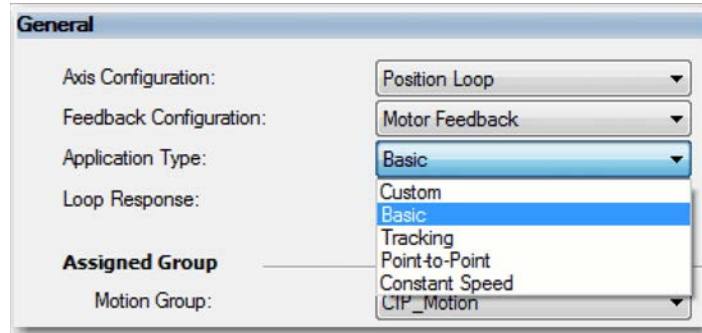 General
Axis Configuration: Position Loop
Feedback Configuration: Motor Feedback
Application Type: Basic
Loop Response: Custom
Basic
Tracking
Assigned Group Point-to-Point
Constant Speed
Motion Group: CIP_Motion